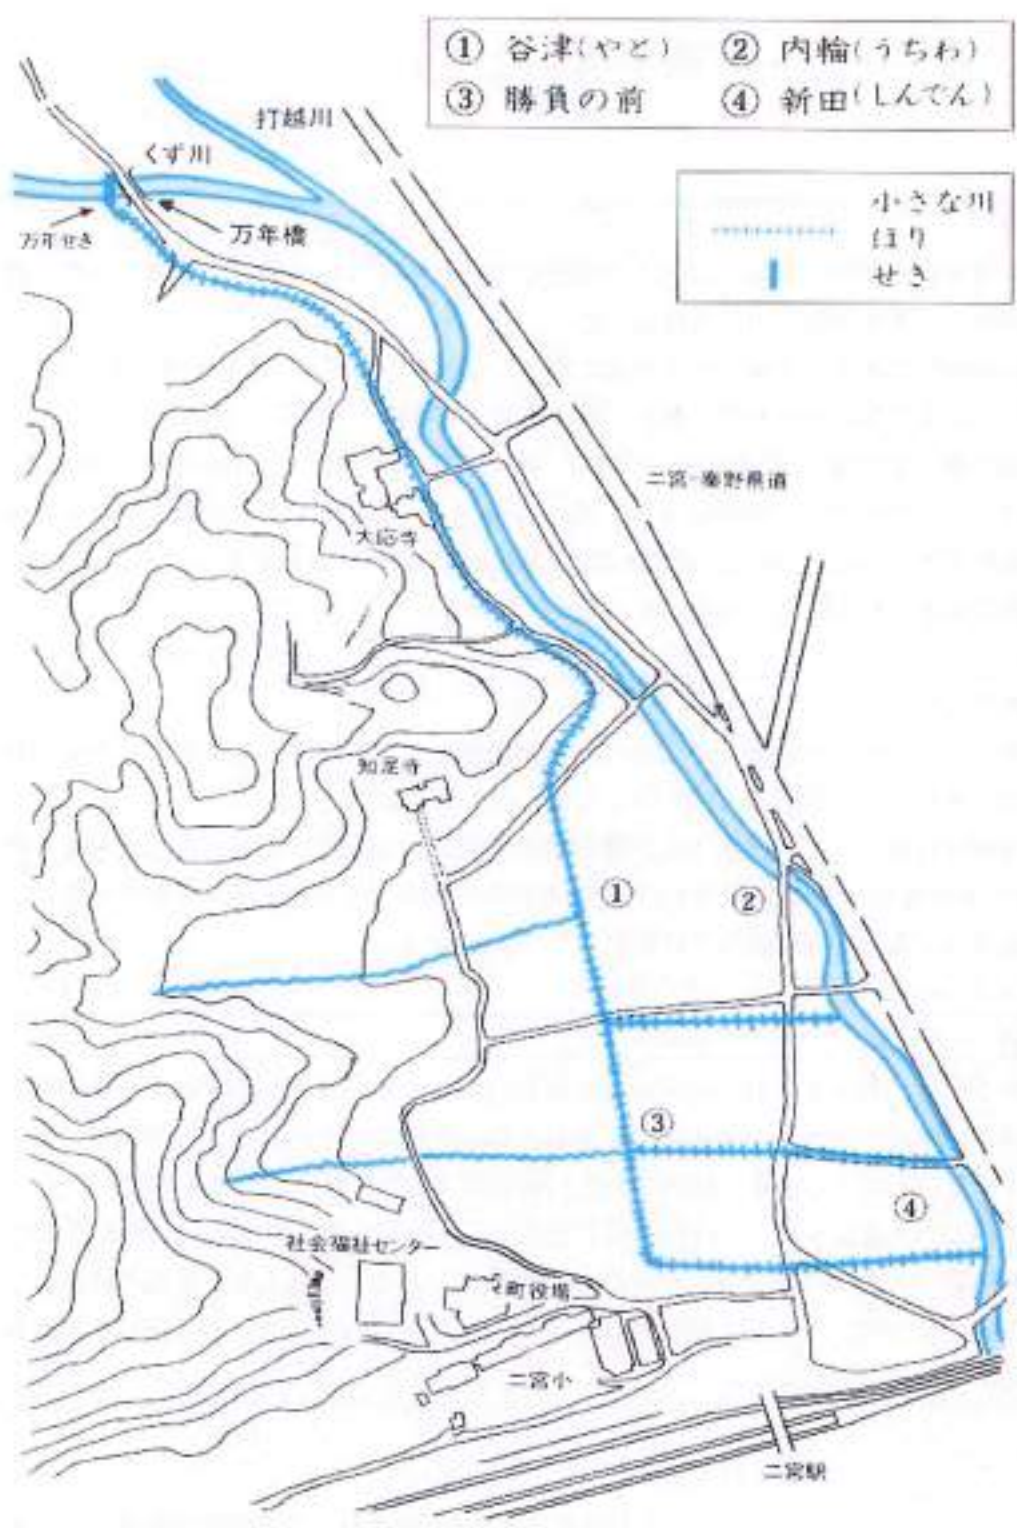 ① 谷津(やと) ② 内輪(うちわ)
③ 勝負の前 ④ 新田(しんでん)
打越川
くず川
小さな川
ほり
せき
万年せき
万年橋
二宮-秦野県道
大応寺
知足寺
①
②
③
④
社会福祉センター
町役場
二宮小
二宮駅